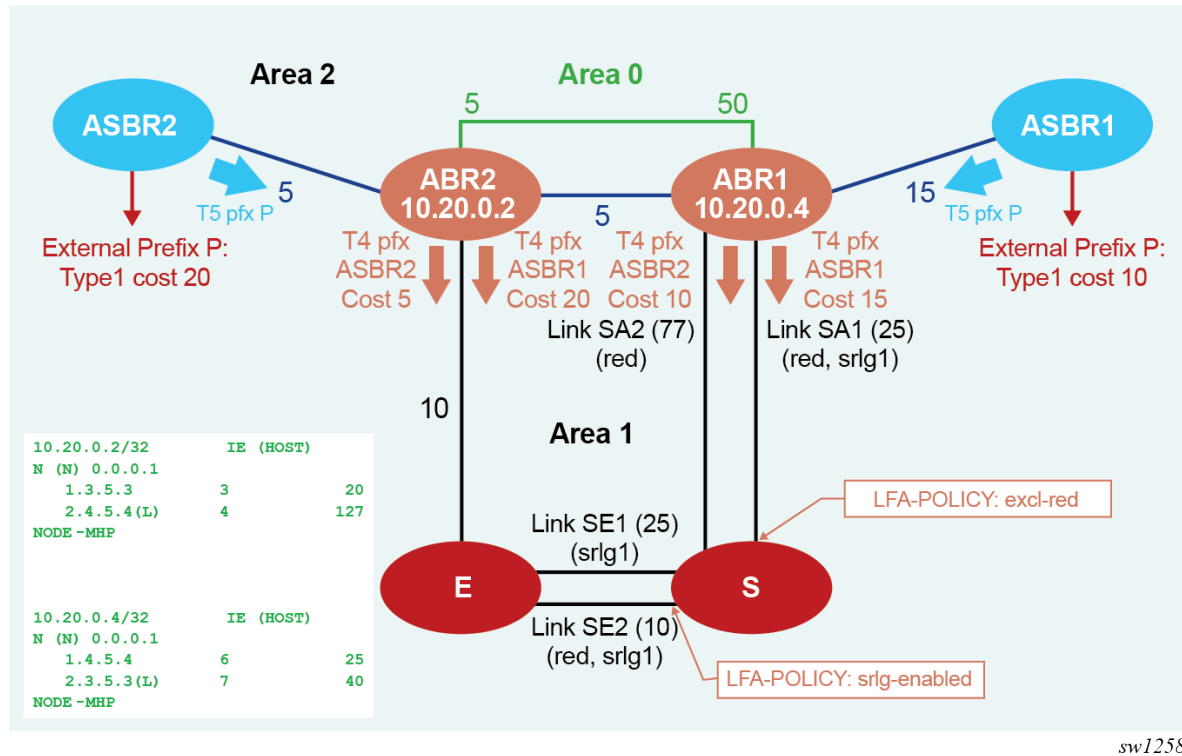 Area 2
Area 0
ASBR2
5
50
ASBR1
ABR2
10.20.0.2
ABR1
10.20.0.4
5
T5 pfx P
5
15
T5 pfx P
External Prefix P:
Type1 cost 20
External Prefix P:
Type1 cost 10
T4 pfx
ASBR2
Cost 5
T4 pfx
ASBR1
Cost 20
T4 pfx
ASBR2
Cost 10
T4 pfx
ASBR1
Cost 15
Link SA2 (77)
(red)
Link SA1 (25)
(red, srlg1)
10
Area 1
10.20.0.2/32 IE (HOST)
N (N) 0.0.0.1
1.3.5.3 3 20
2.4.5.4(L) 4 127
NODE-MHP
10.20.0.4/32 IE (HOST)
N (N) 0.0.0.1
1.4.5.4 6 25
2.3.5.3(L) 7 40
NODE-MHP
LFA-POLICY: excl-red
Link SE1 (25)
(srlg1)
E
S
Link SE2 (10)
(red, srlg1)
LFA-POLICY: srlg-enabled
sw1258